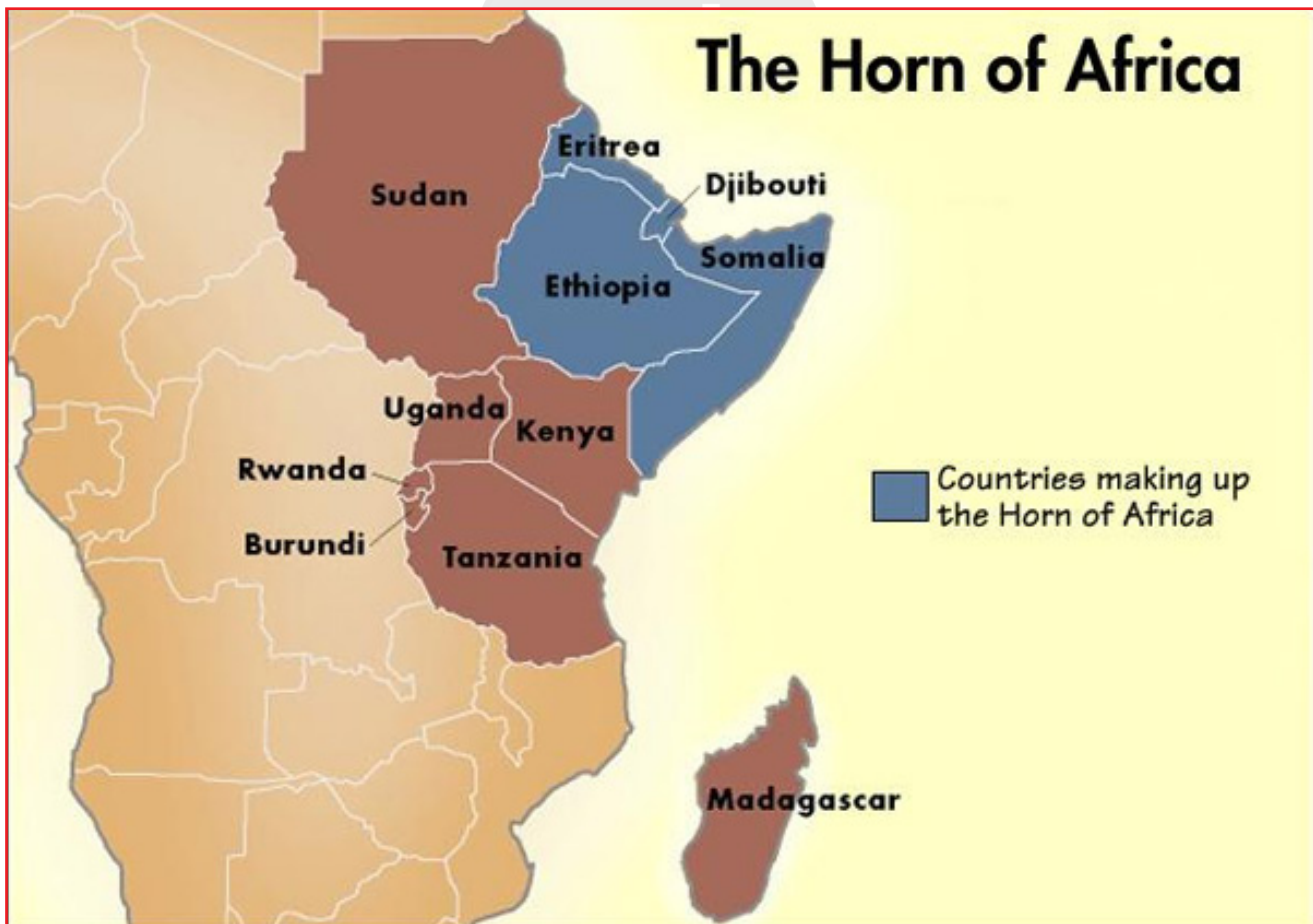 The Horn of Africa
Eritrea
Djibouti
Sudan
Somalia
Ethiopia
Uganda
Kenya
Rwanda
Countries making up
the Horn of Africa
Burundi
Tanzania
Madagascar